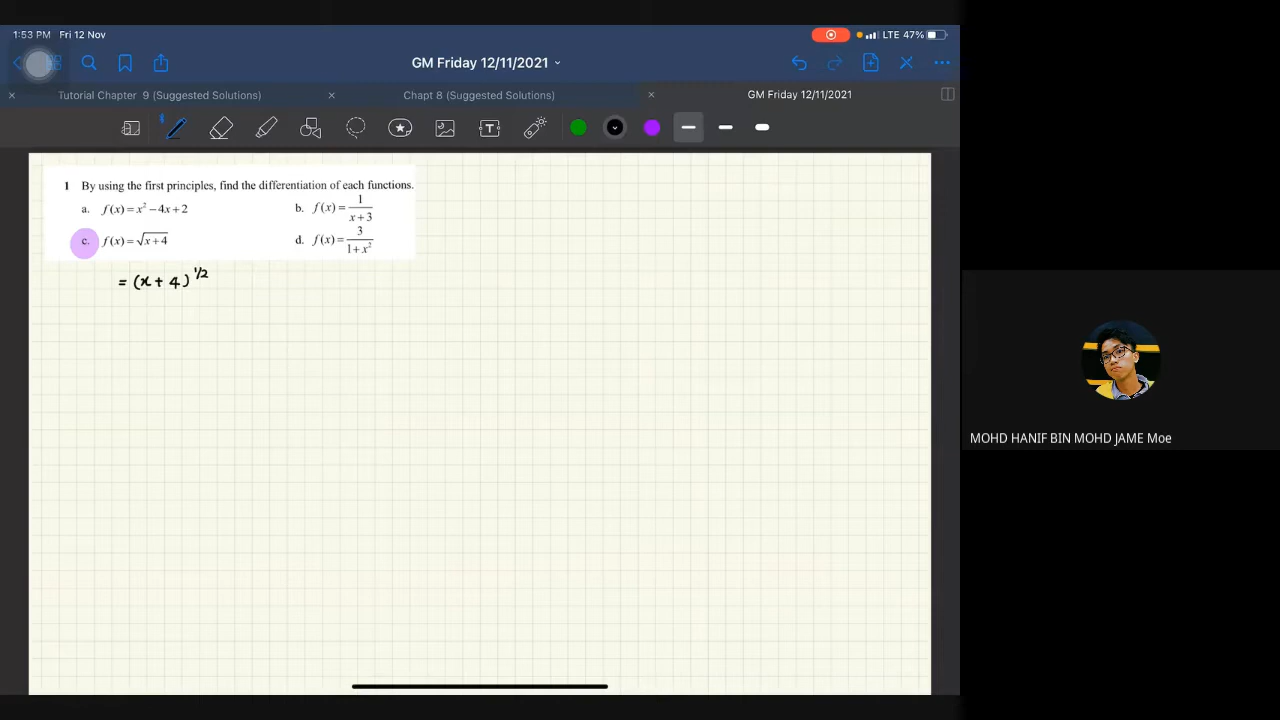 1:53 PM Fri 12 Nov LTE 47%
GM Friday 12/11/2021
Tutorial Chapter 9 (Suggested Solutions) Chapt 8 (Suggested Solutions) GM Friday 12/11/2021
1 By using the first principles, find the differentiation of each functions.
a. f(x) = x² − 4x + 2 b. f(x) = 1/(x + 3)
c. f(x) = √(x + 4) d. f(x) = 3/(1 + x²)
= (x + 4)^(1/2)
MOHD HANIF BIN MOHD JAME Moe